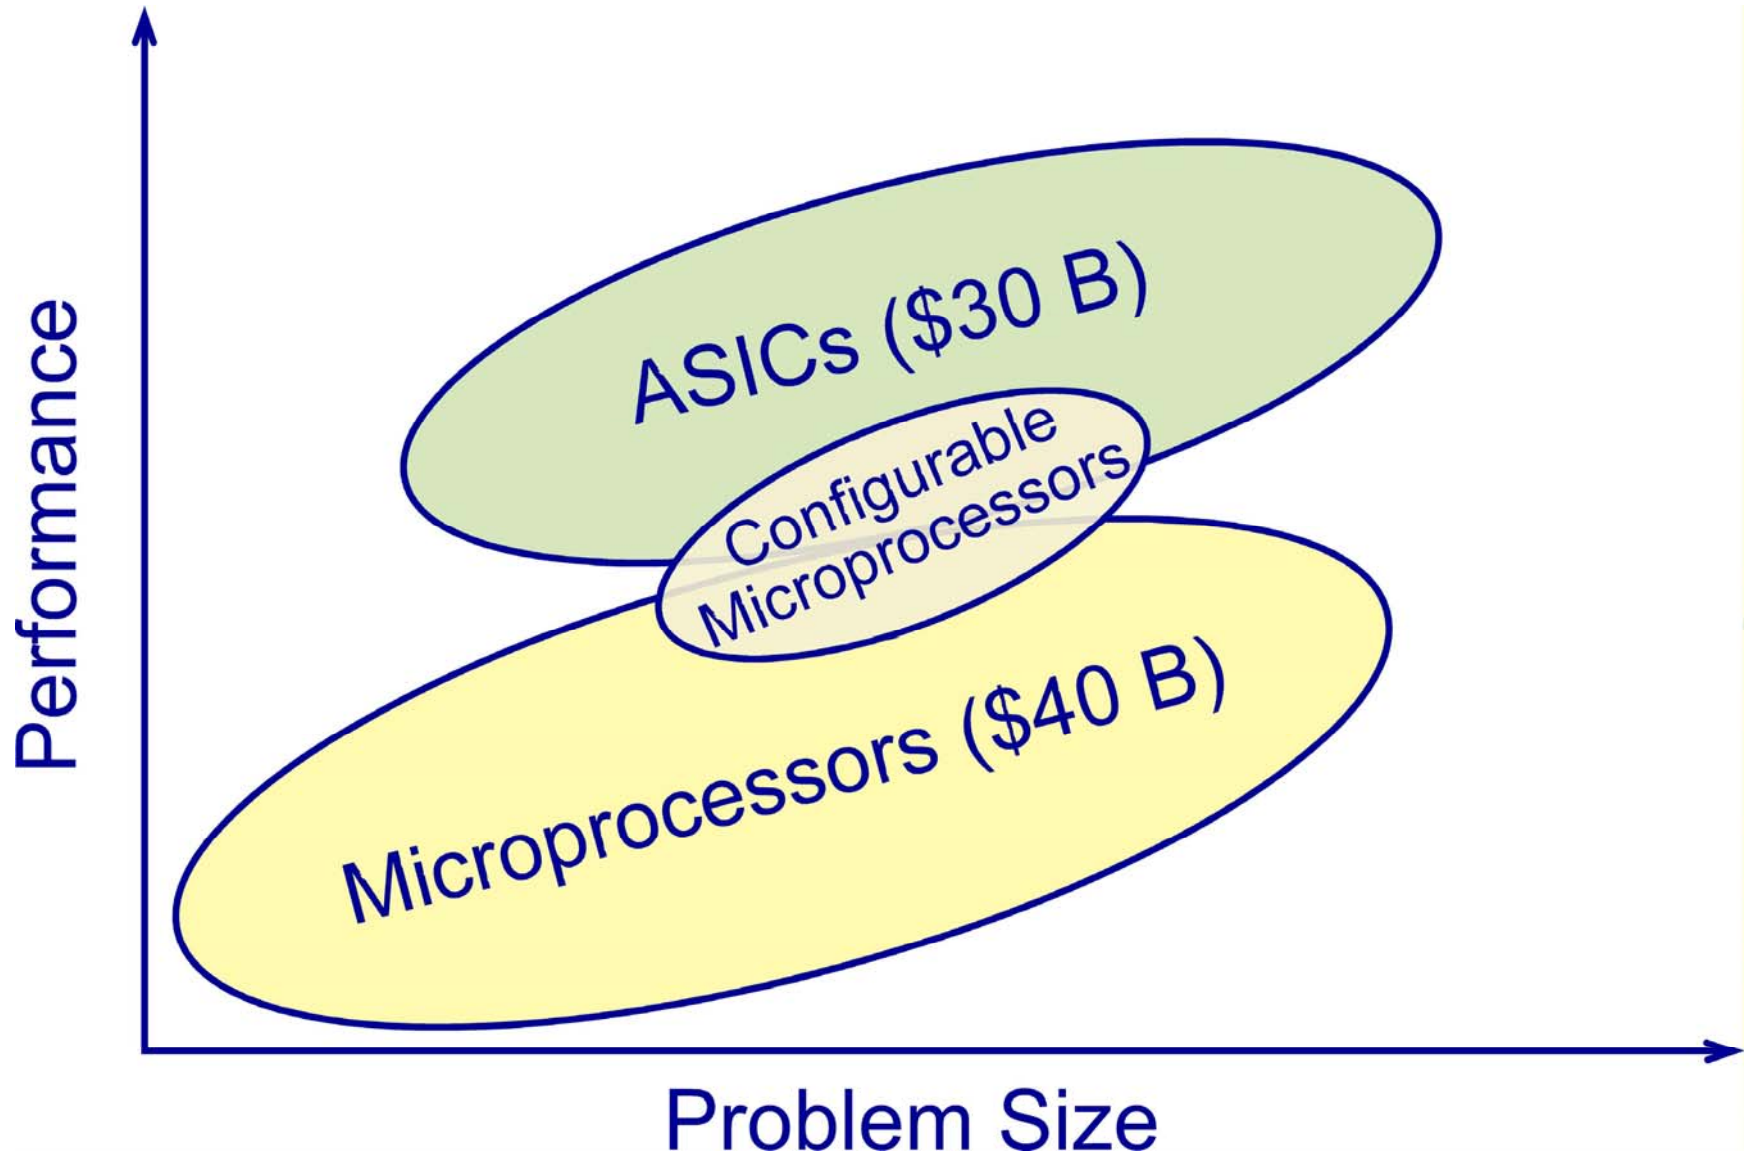 Performance
ASICs ($30 B)
Configurable
Microprocessors
Microprocessors ($40 B)
Problem Size